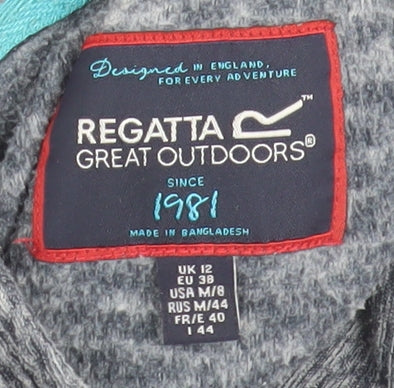 Designed IN ENGLAND,
FOR EVERY ADVENTURE
REGATTA ™
GREAT OUTDOORS®
SINCE
1981
MADE IN BANGLADESH
UK 12
EU 38
USA M/8
RUS M/44
FR/E 40
I 44